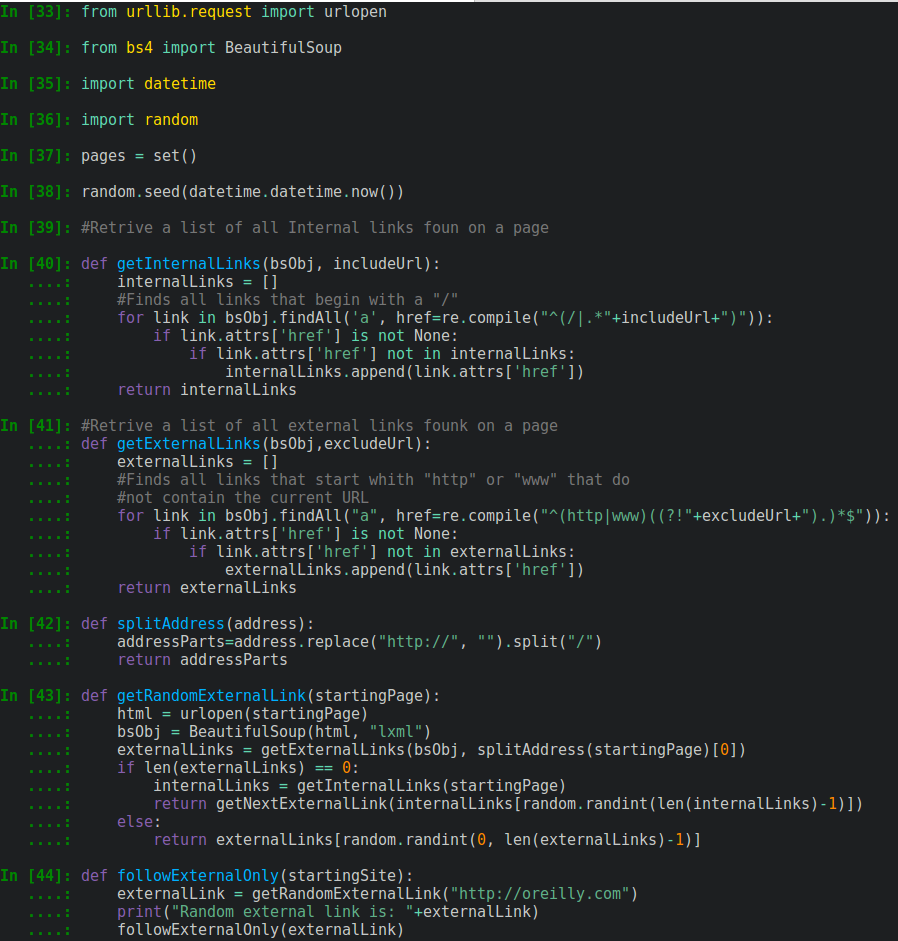 In [33]: from urllib.request import urlopen
In [34]: from bs4 import BeautifulSoup
In [35]: import datetime
In [36]: import random
In [37]: pages = set()
In [38]: random.seed(datetime.datetime.now())
In [39]: #Retrive a list of all Internal links foun on a page
In [40]: def getInternalLinks(bsObj, includeUrl):
   ....:     internalLinks = []
   ....:     #Finds all links that begin with a "/"
   ....:     for link in bsObj.findAll('a', href=re.compile("^(/|.*"+includeUrl+")")):
   ....:         if link.attrs['href'] is not None:
   ....:             if link.attrs['href'] not in internalLinks:
   ....:                 internalLinks.append(link.attrs['href'])
   ....:     return internalLinks
In [41]: #Retrive a list of all external links founk on a page
   ....: def getExternalLinks(bsObj,excludeUrl):
   ....:     externalLinks = []
   ....:     #Finds all links that start whith "http" or "www" that do
   ....:     #not contain the current URL
   ....:     for link in bsObj.findAll("a", href=re.compile("^(http|www)((?!"+excludeUrl+").)*$")):
   ....:         if link.attrs['href'] is not None:
   ....:             if link.attrs['href'] not in externalLinks:
   ....:                 externalLinks.append(link.attrs['href'])
   ....:     return externalLinks
In [42]: def splitAddress(address):
   ....:     addressParts=address.replace("http://", "").split("/")
   ....:     return addressParts
In [43]: def getRandomExternalLink(startingPage):
   ....:     html = urlopen(startingPage)
   ....:     bsObj = BeautifulSoup(html, "lxml")
   ....:     externalLinks = getExternalLinks(bsObj, splitAddress(startingPage)[0])
   ....:     if len(externalLinks) == 0:
   ....:         internalLinks = getInternalLinks(startingPage)
   ....:         return getNextExternalLink(internalLinks[random.randint(len(internalLinks)-1)])
   ....:     else:
   ....:         return externalLinks[random.randint(0, len(externalLinks)-1)]
In [44]: def followExternalOnly(startingSite):
   ....:     externalLink = getRandomExternalLink("http://oreilly.com")
   ....:     print("Random external link is: "+externalLink)
   ....:     followExternalOnly(externalLink)